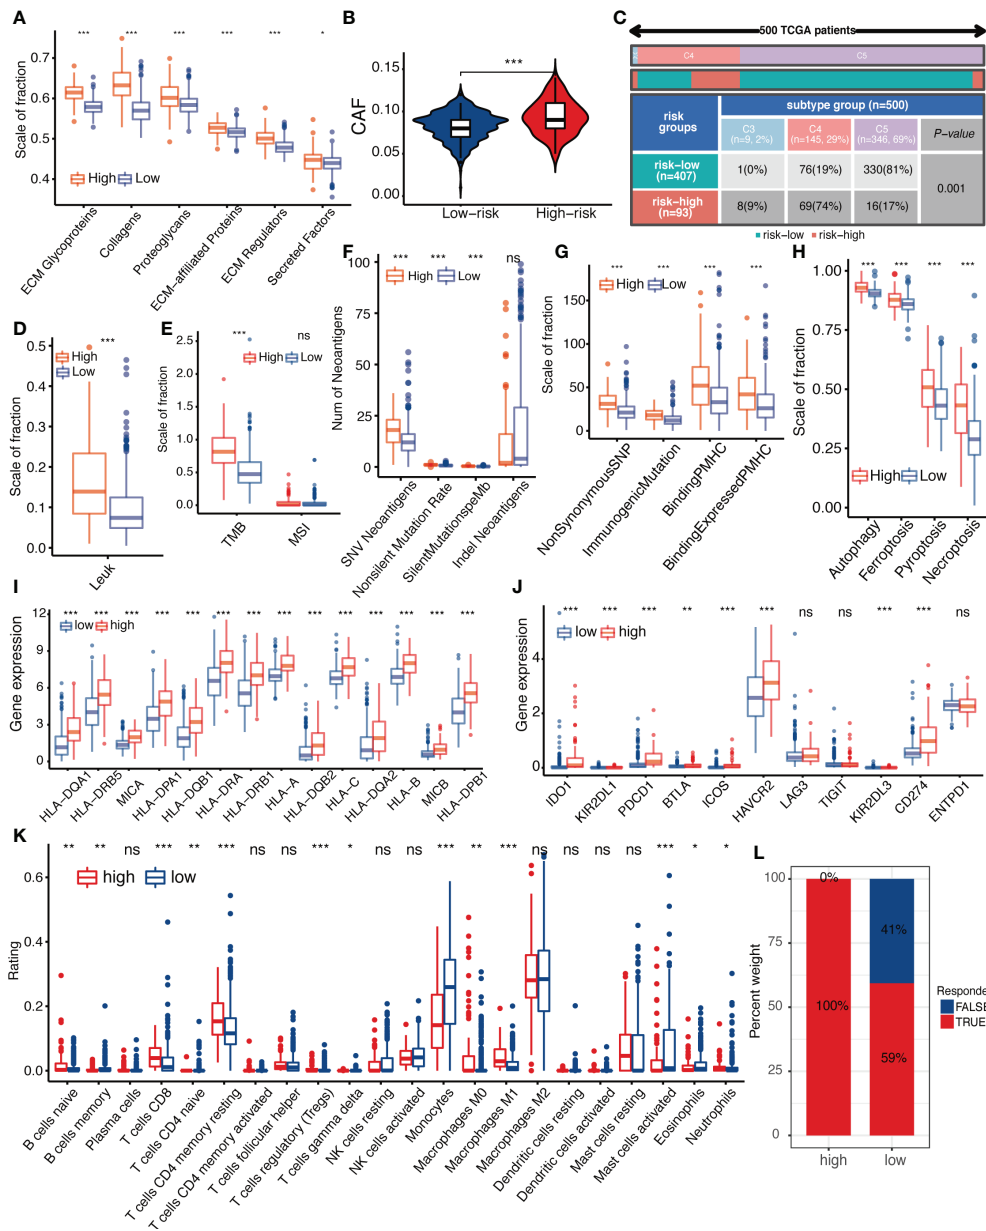 A
***
***
***
***
***
*
Scale of fraction
0.7
0.6
0.5
0.4
High
Low
ECM Glycoproteins
Collagens
Proteoglycans
ECM−affiliated Proteins
ECM Regulators
Secreted Factors
B
***
CAF
0.15
0.10
0.05
0.00
Low−risk
High−risk
C
500 TCGA patients
C4
C5
risk groups
subtype group (n=500)
C3 (n=9, 2%)
C4 (n=145, 29%)
C5 (n=346, 69%)
P−value
risk−low (n=407)
1(0%)
76(19%)
330(81%)
0.001
risk−high (n=93)
8(9%)
69(74%)
16(17%)
risk−low
risk−high
D
***
Scale of fraction
0.5
0.4
0.3
0.2
0.1
0.0
High
Low
Leuk
E
***
ns
Scale of fraction
2.5
2.0
1.5
1.0
0.5
0.0
High
Low
TMB
MSI
F
***
***
***
ns
Num of Neoantigens
100
75
50
25
0
High
Low
SNV Neoantigens
Nonsilent Mutation Rate
SilentMutationspeMb
Indel Neoantigens
G
***
***
***
***
Scale of fraction
150
100
50
0
High
Low
NonSynonymousSNP
ImmunogenicMutation
BindingPMHC
BindingExpressedPMHC
H
***
***
***
***
Scale of fraction
1.00
0.75
0.50
0.25
0.00
High
Low
Autophagy
Ferroptosis
Pyroptosis
Necroptosis
I
***
***
***
***
***
***
***
***
***
***
***
***
***
***
Gene expression
12
9
6
3
0
low
high
HLA−DQA1
HLA−DRB5
MICA
HLA−DPA1
HLA−DQB1
HLA−DRA
HLA−DRB1
HLA−A
HLA−DQB2
HLA−C
HLA−DQA2
HLA−B
MICB
HLA−DPB1
J
***
***
***
**
***
***
ns
ns
***
***
ns
Gene expression
4
2
0
low
high
IDO1
KIR2DL1
PDCD1
BTLA
ICOS
HAVCR2
LAG3
TIGIT
KIR2DL3
CD274
ENTPD1
K
**
**
ns
***
**
***
ns
ns
***
*
ns
ns
***
**
***
ns
ns
ns
ns
***
*
*
Rating
0.6
0.4
0.2
0.0
high
low
B cells naive
B cells memory
Plasma cells
T cells CD8
T cells CD4 naive
T cells CD4 memory resting
T cells CD4 memory activated
T cells follicular helper
T cells regulatory (Tregs)
T cells gamma delta
NK cells resting
NK cells activated
Monocytes
Macrophages M0
Macrophages M1
Macrophages M2
Dendritic cells resting
Dendritic cells activated
Mast cells resting
Mast cells activated
Eosinophils
Neutrophils
L
Percent weight
100
75
50
25
0
0%
100%
41%
59%
high
low
Responde
FALSE
TRUE